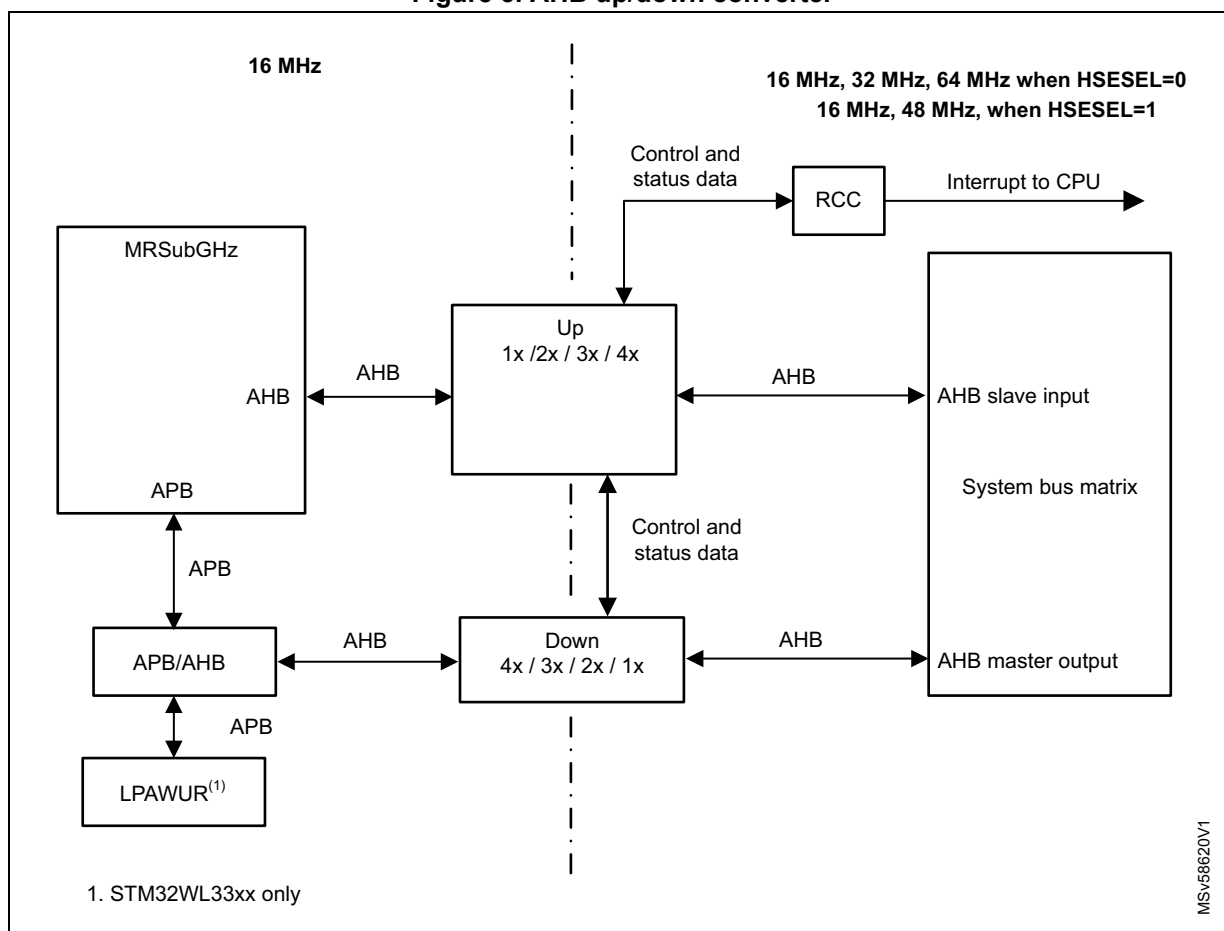 Figure 3. AHB up/down converter
16 MHz
16 MHz, 32 MHz, 64 MHz when HSESEL=0
16 MHz, 48 MHz, when HSESEL=1
Control and
status data
RCC
Interrupt to CPU
MRSubGHz
Up
1x /2x / 3x / 4x
AHB
AHB
AHB
AHB slave input
APB
System bus matrix
Control and
status data
APB
APB/AHB
AHB
Down
4x / 3x / 2x / 1x
AHB
AHB master output
APB
LPAWUR(1)
1. STM32WL33xx only
MSv58620V1